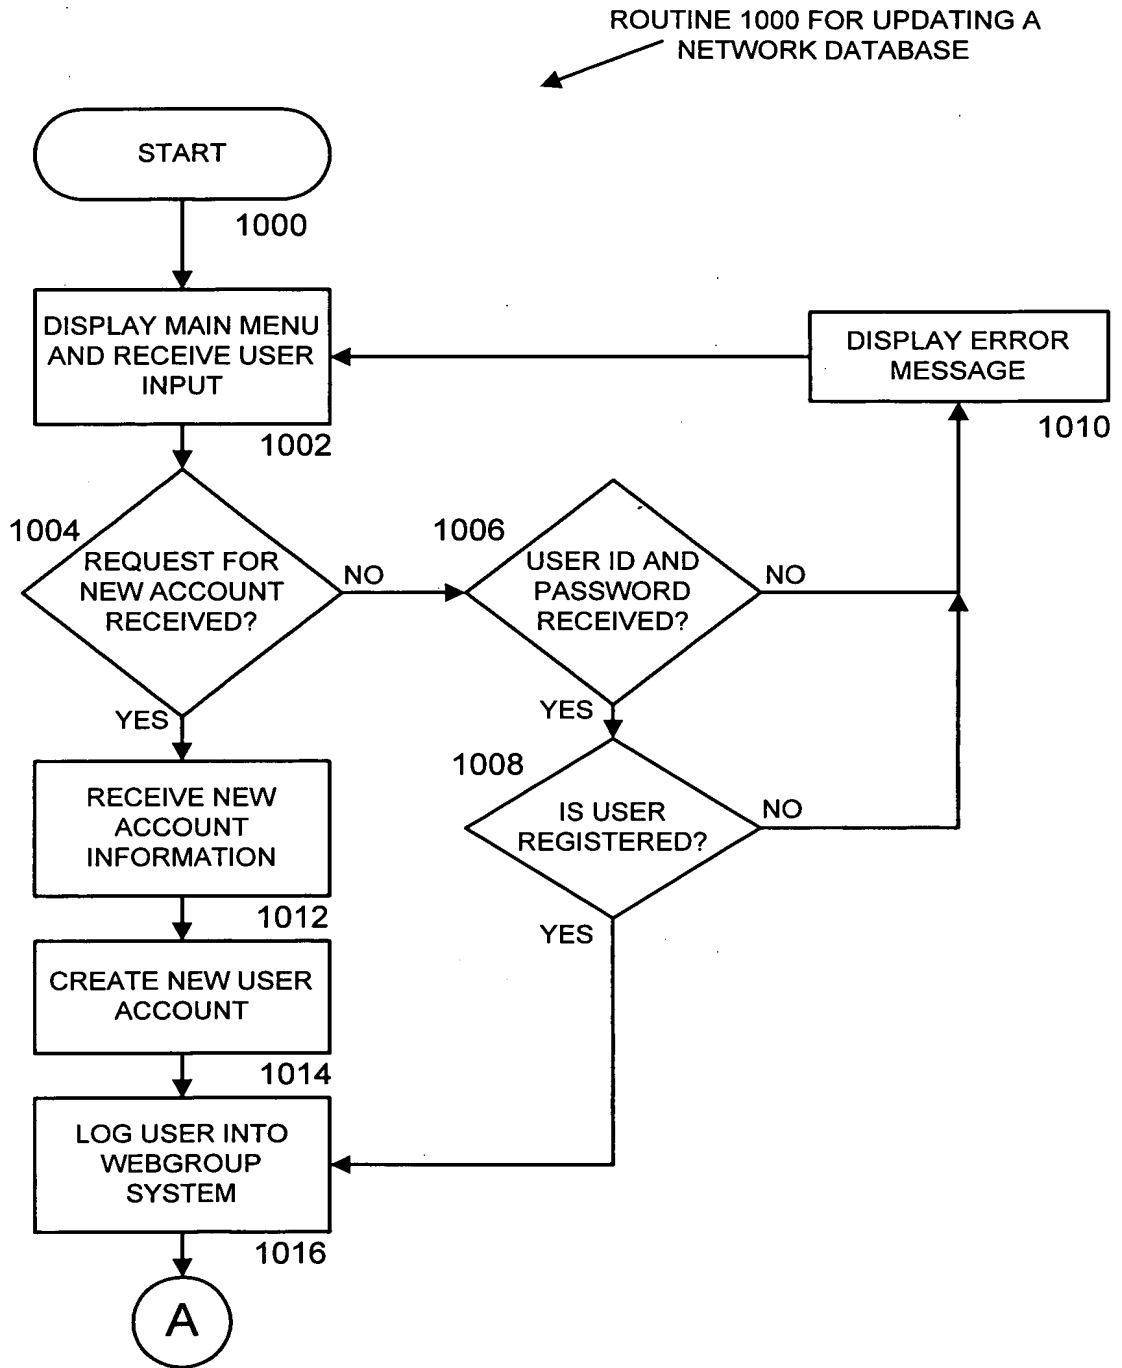 ROUTINE 1000 FOR UPDATING A
NETWORK DATABASE
START
1000
DISPLAY MAIN MENU
AND RECEIVE USER
INPUT
1002
DISPLAY ERROR
MESSAGE
1010
1004
REQUEST FOR
NEW ACCOUNT
RECEIVED?
NO
YES
1006
USER ID AND
PASSWORD
RECEIVED?
NO
YES
1008
IS USER
REGISTERED?
NO
YES
RECEIVE NEW
ACCOUNT
INFORMATION
1012
CREATE NEW USER
ACCOUNT
1014
LOG USER INTO
WEBGROUP
SYSTEM
1016
A